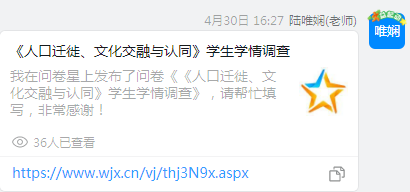 4月30日 16:27 陆唯娴(老师)
唯娴
《人口迁徙、文化交融与认同》学生学情调查
我在问卷星上发布了问卷《《人口迁徙、文化交融与认同》学生学情调查》，请帮忙填写，非常感谢！
36人已查看
https://www.wjx.cn/vj/thj3N9x.aspx